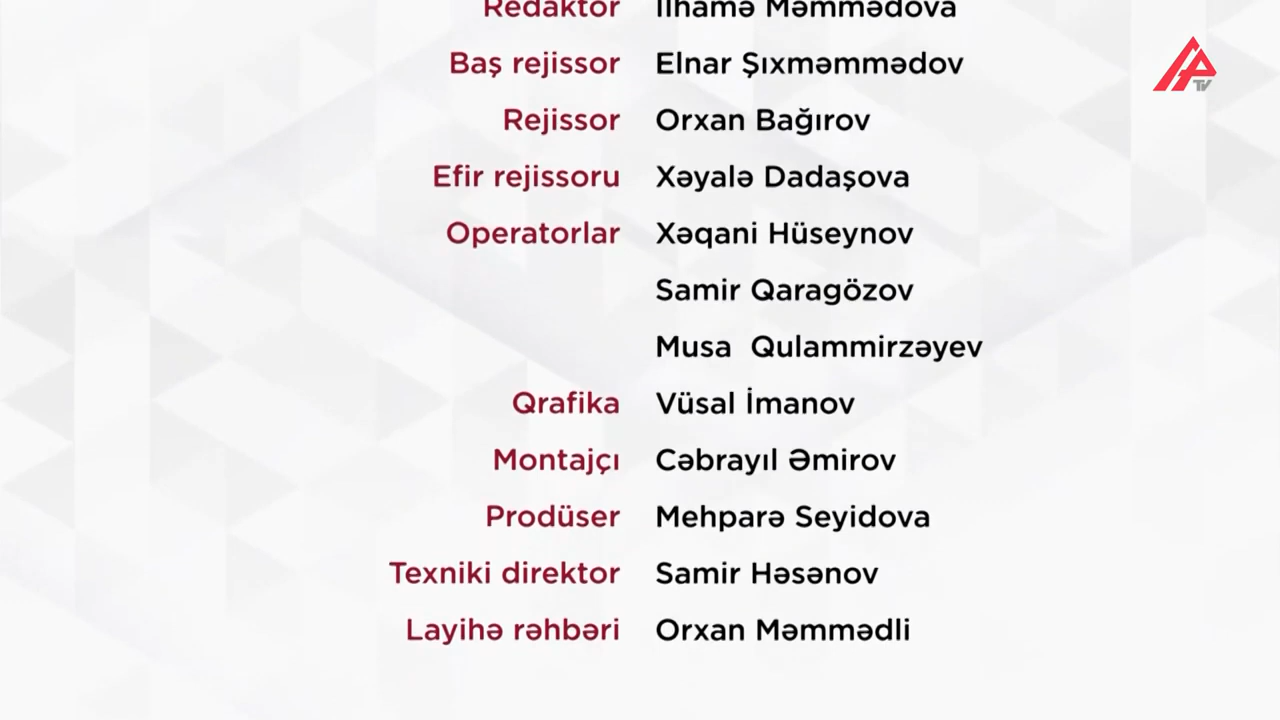 Redaktor İlhamə Məmmədova
Baş rejissor Elnar Şıxməmmədov
Rejissor Orxan Bağırov
Efir rejissoru Xəyalə Dadaşova
Operatorlar Xəqani Hüseynov
Samir Qaragözov
Musa  Qulammirzəyev
Qrafika Vüsal İmanov
Montajçı Cəbrayıl Əmirov
Prodüser Mehparə Seyidova
Texniki direktor Samir Həsənov
Layihə rəhbəri Orxan Məmmədli
AP TV